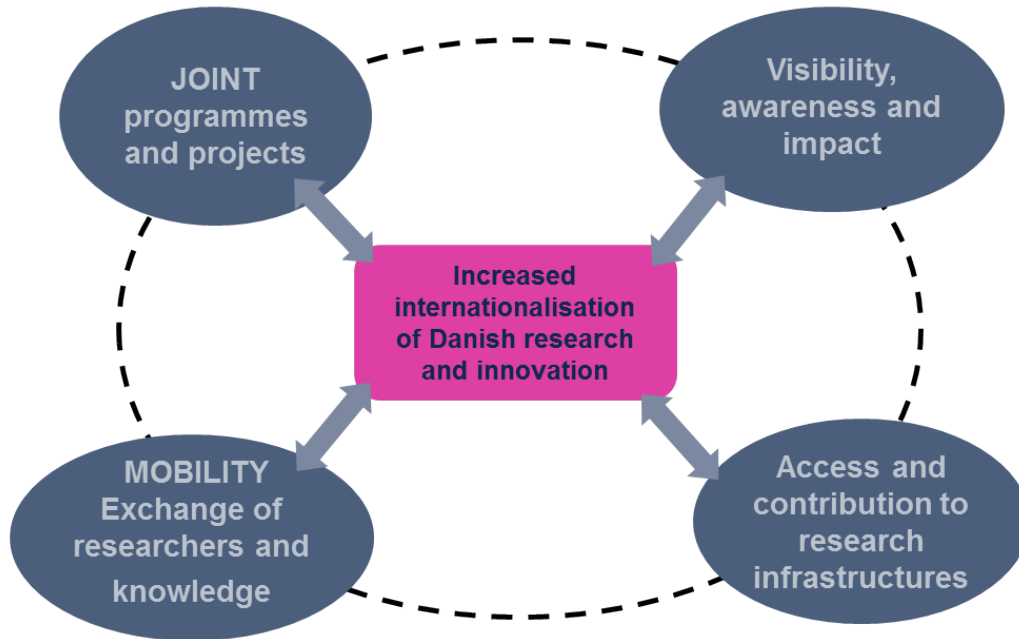 JOINT
programmes
and projects
Visibility,
awareness and
impact
Increased
internationalisation
of Danish research
and innovation
MOBILITY
Exchange of
researchers and
knowledge
Access and
contribution to
research
infrastructures